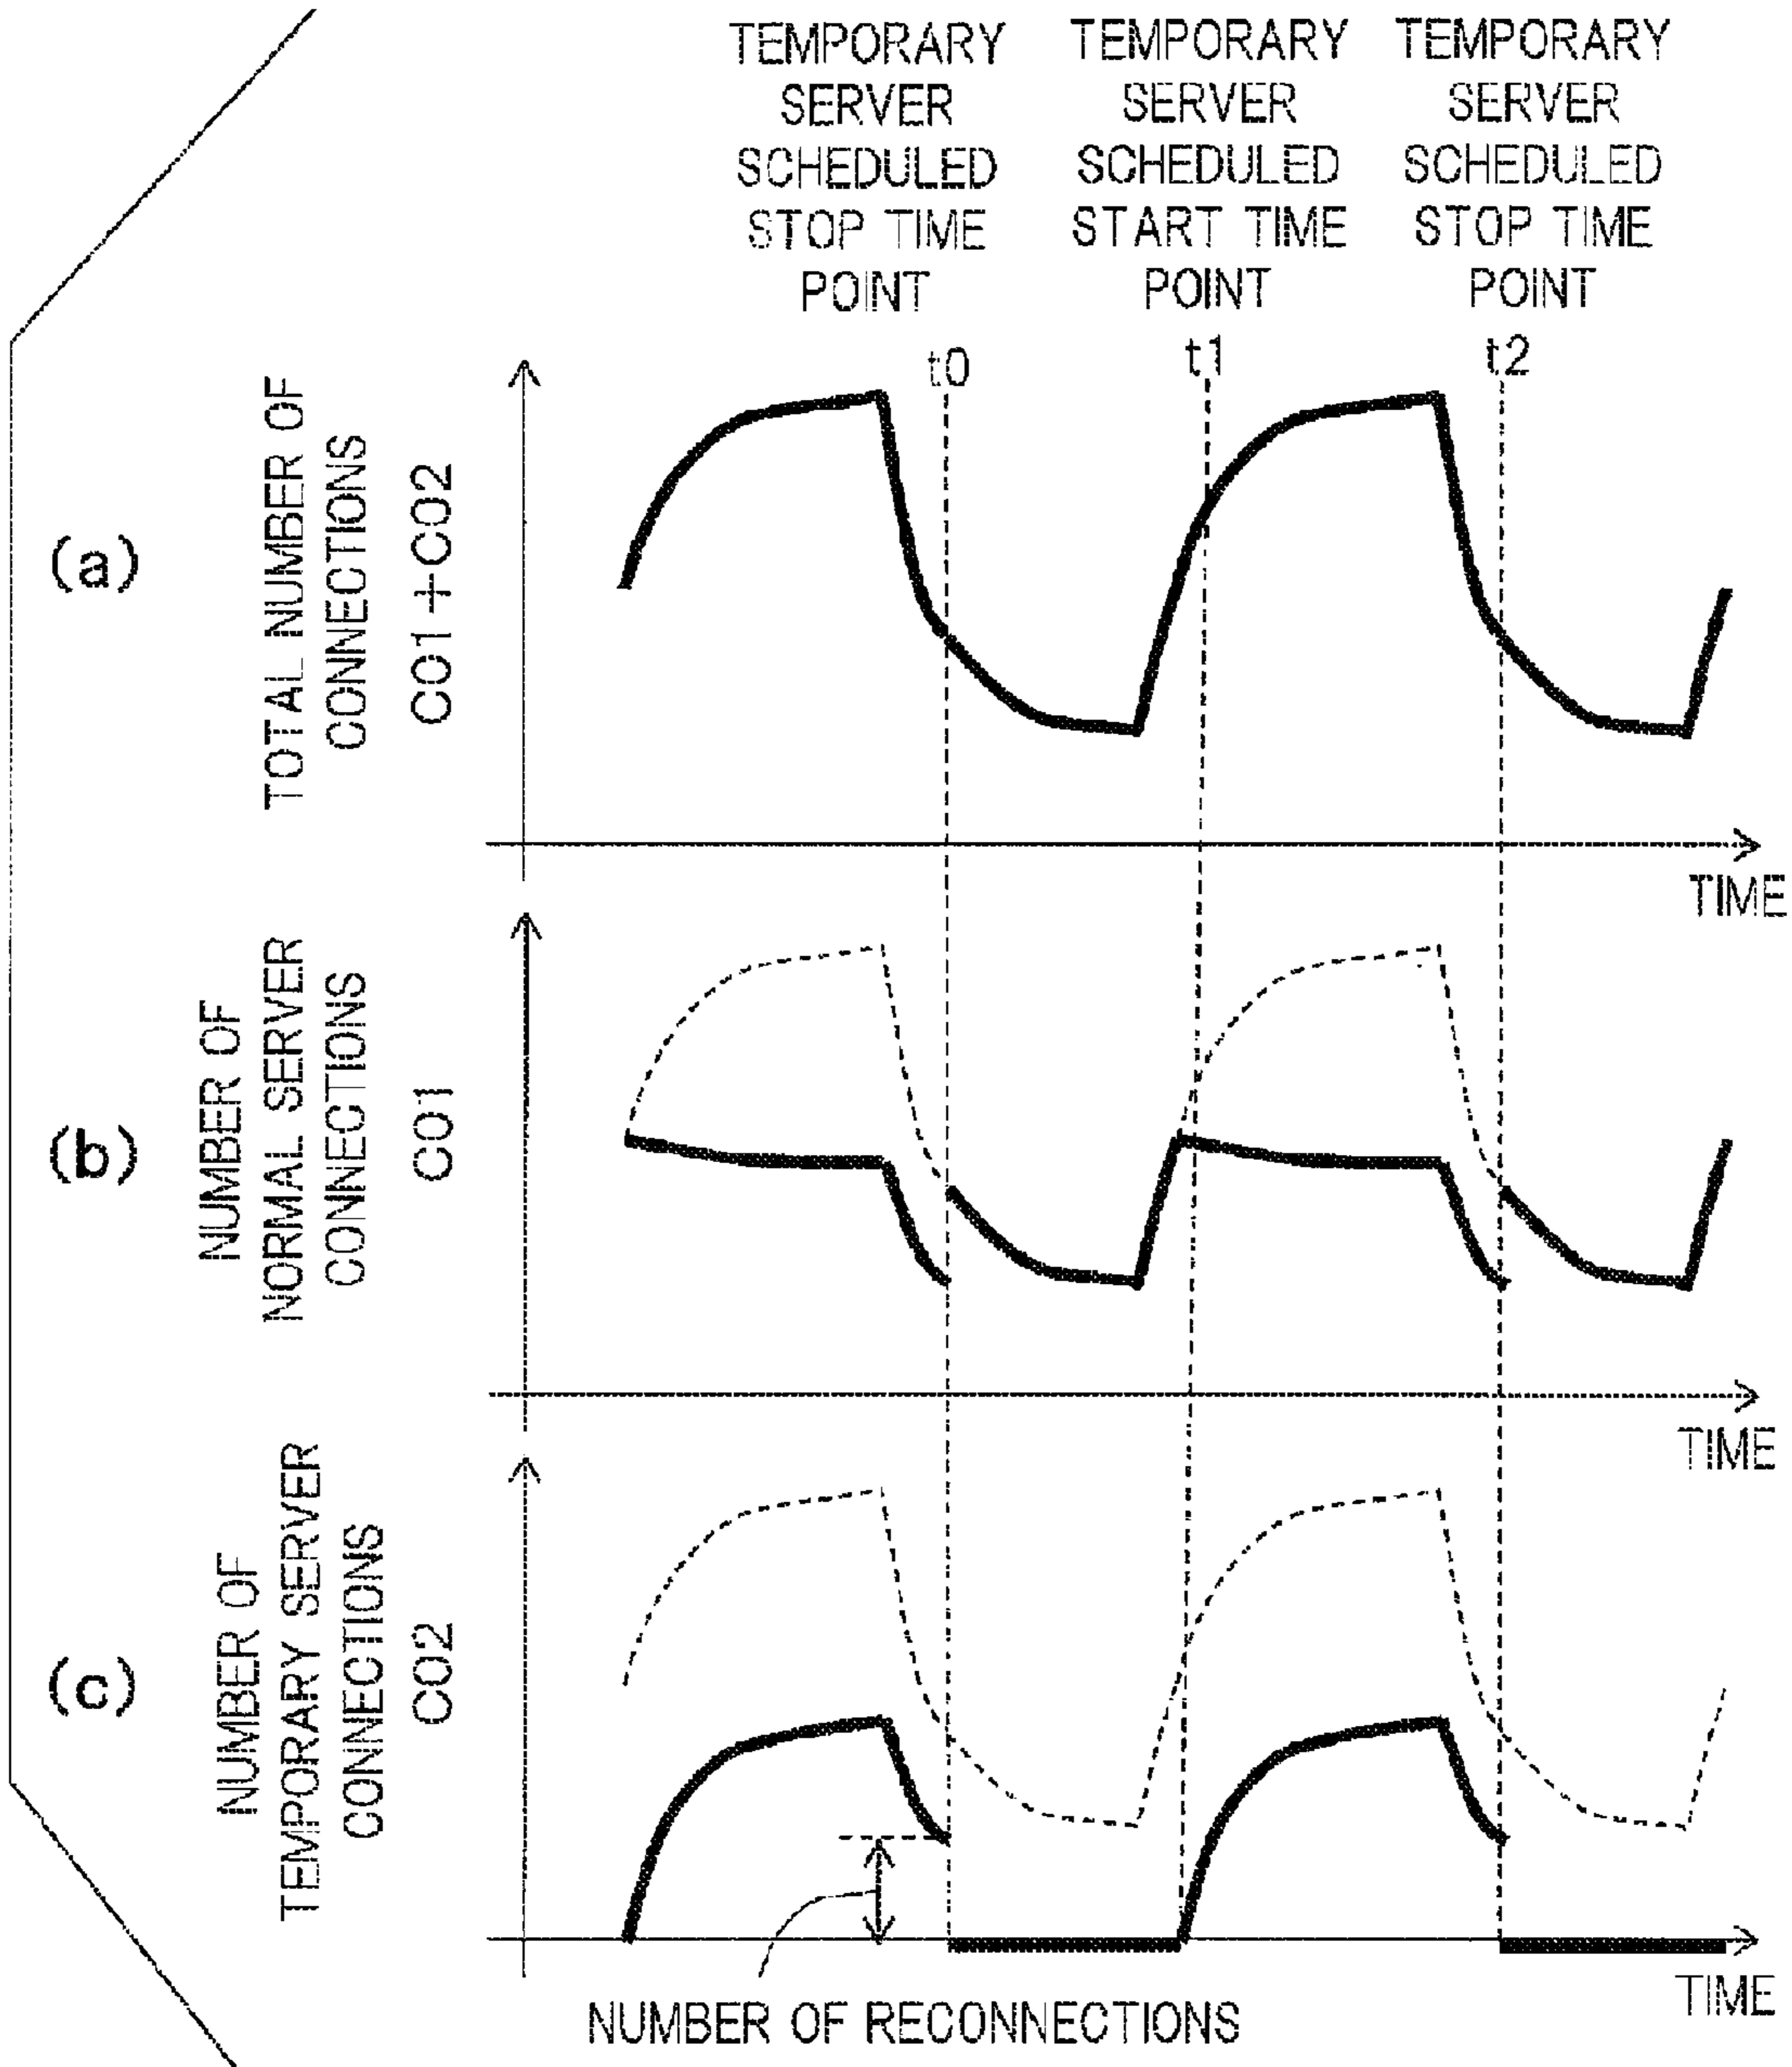 TEMPORARY
SERVER
SCHEDULED
STOP TIME
POINT
TEMPORARY
SERVER
SCHEDULED
START TIME
POINT
TEMPORARY
SERVER
SCHEDULED
STOP TIME
POINT
t0
t1
t2
(a)
TOTAL NUMBER OF
CONNECTIONS
CO1+CO2
TIME
(b)
NUMBER OF
NORMAL SERVER
CONNECTIONS
CO1
TIME
(c)
NUMBER OF
TEMPORARY SERVER
CONNECTIONS
CO2
TIME
NUMBER OF RECONNECTIONS